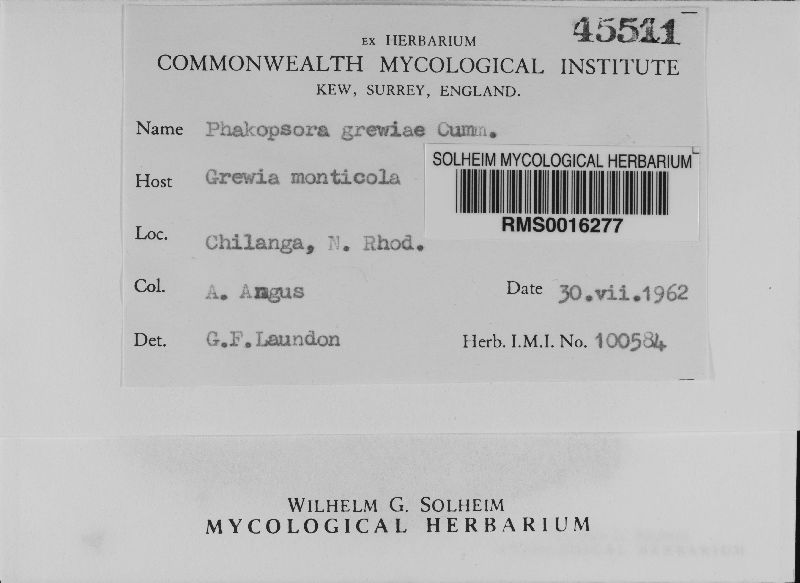 45511
EX HERBARIUM
COMMONWEALTH MYCOLOGICAL INSTITUTE
KEW, SURREY, ENGLAND.
Name Phakopsora grewiae Cumm.
SOLHEIM MYCOLOGICAL HERBARIUM
RMS0016277
Host Grewia monticola
Loc. Chilanga, N. Rhod.
Col. A. Angus Date 30.vii.1962
Det. G.F.Laundon Herb. I.M.I. No. 100584
WILHELM G. SOLHEIM
MYCOLOGICAL HERBARIUM